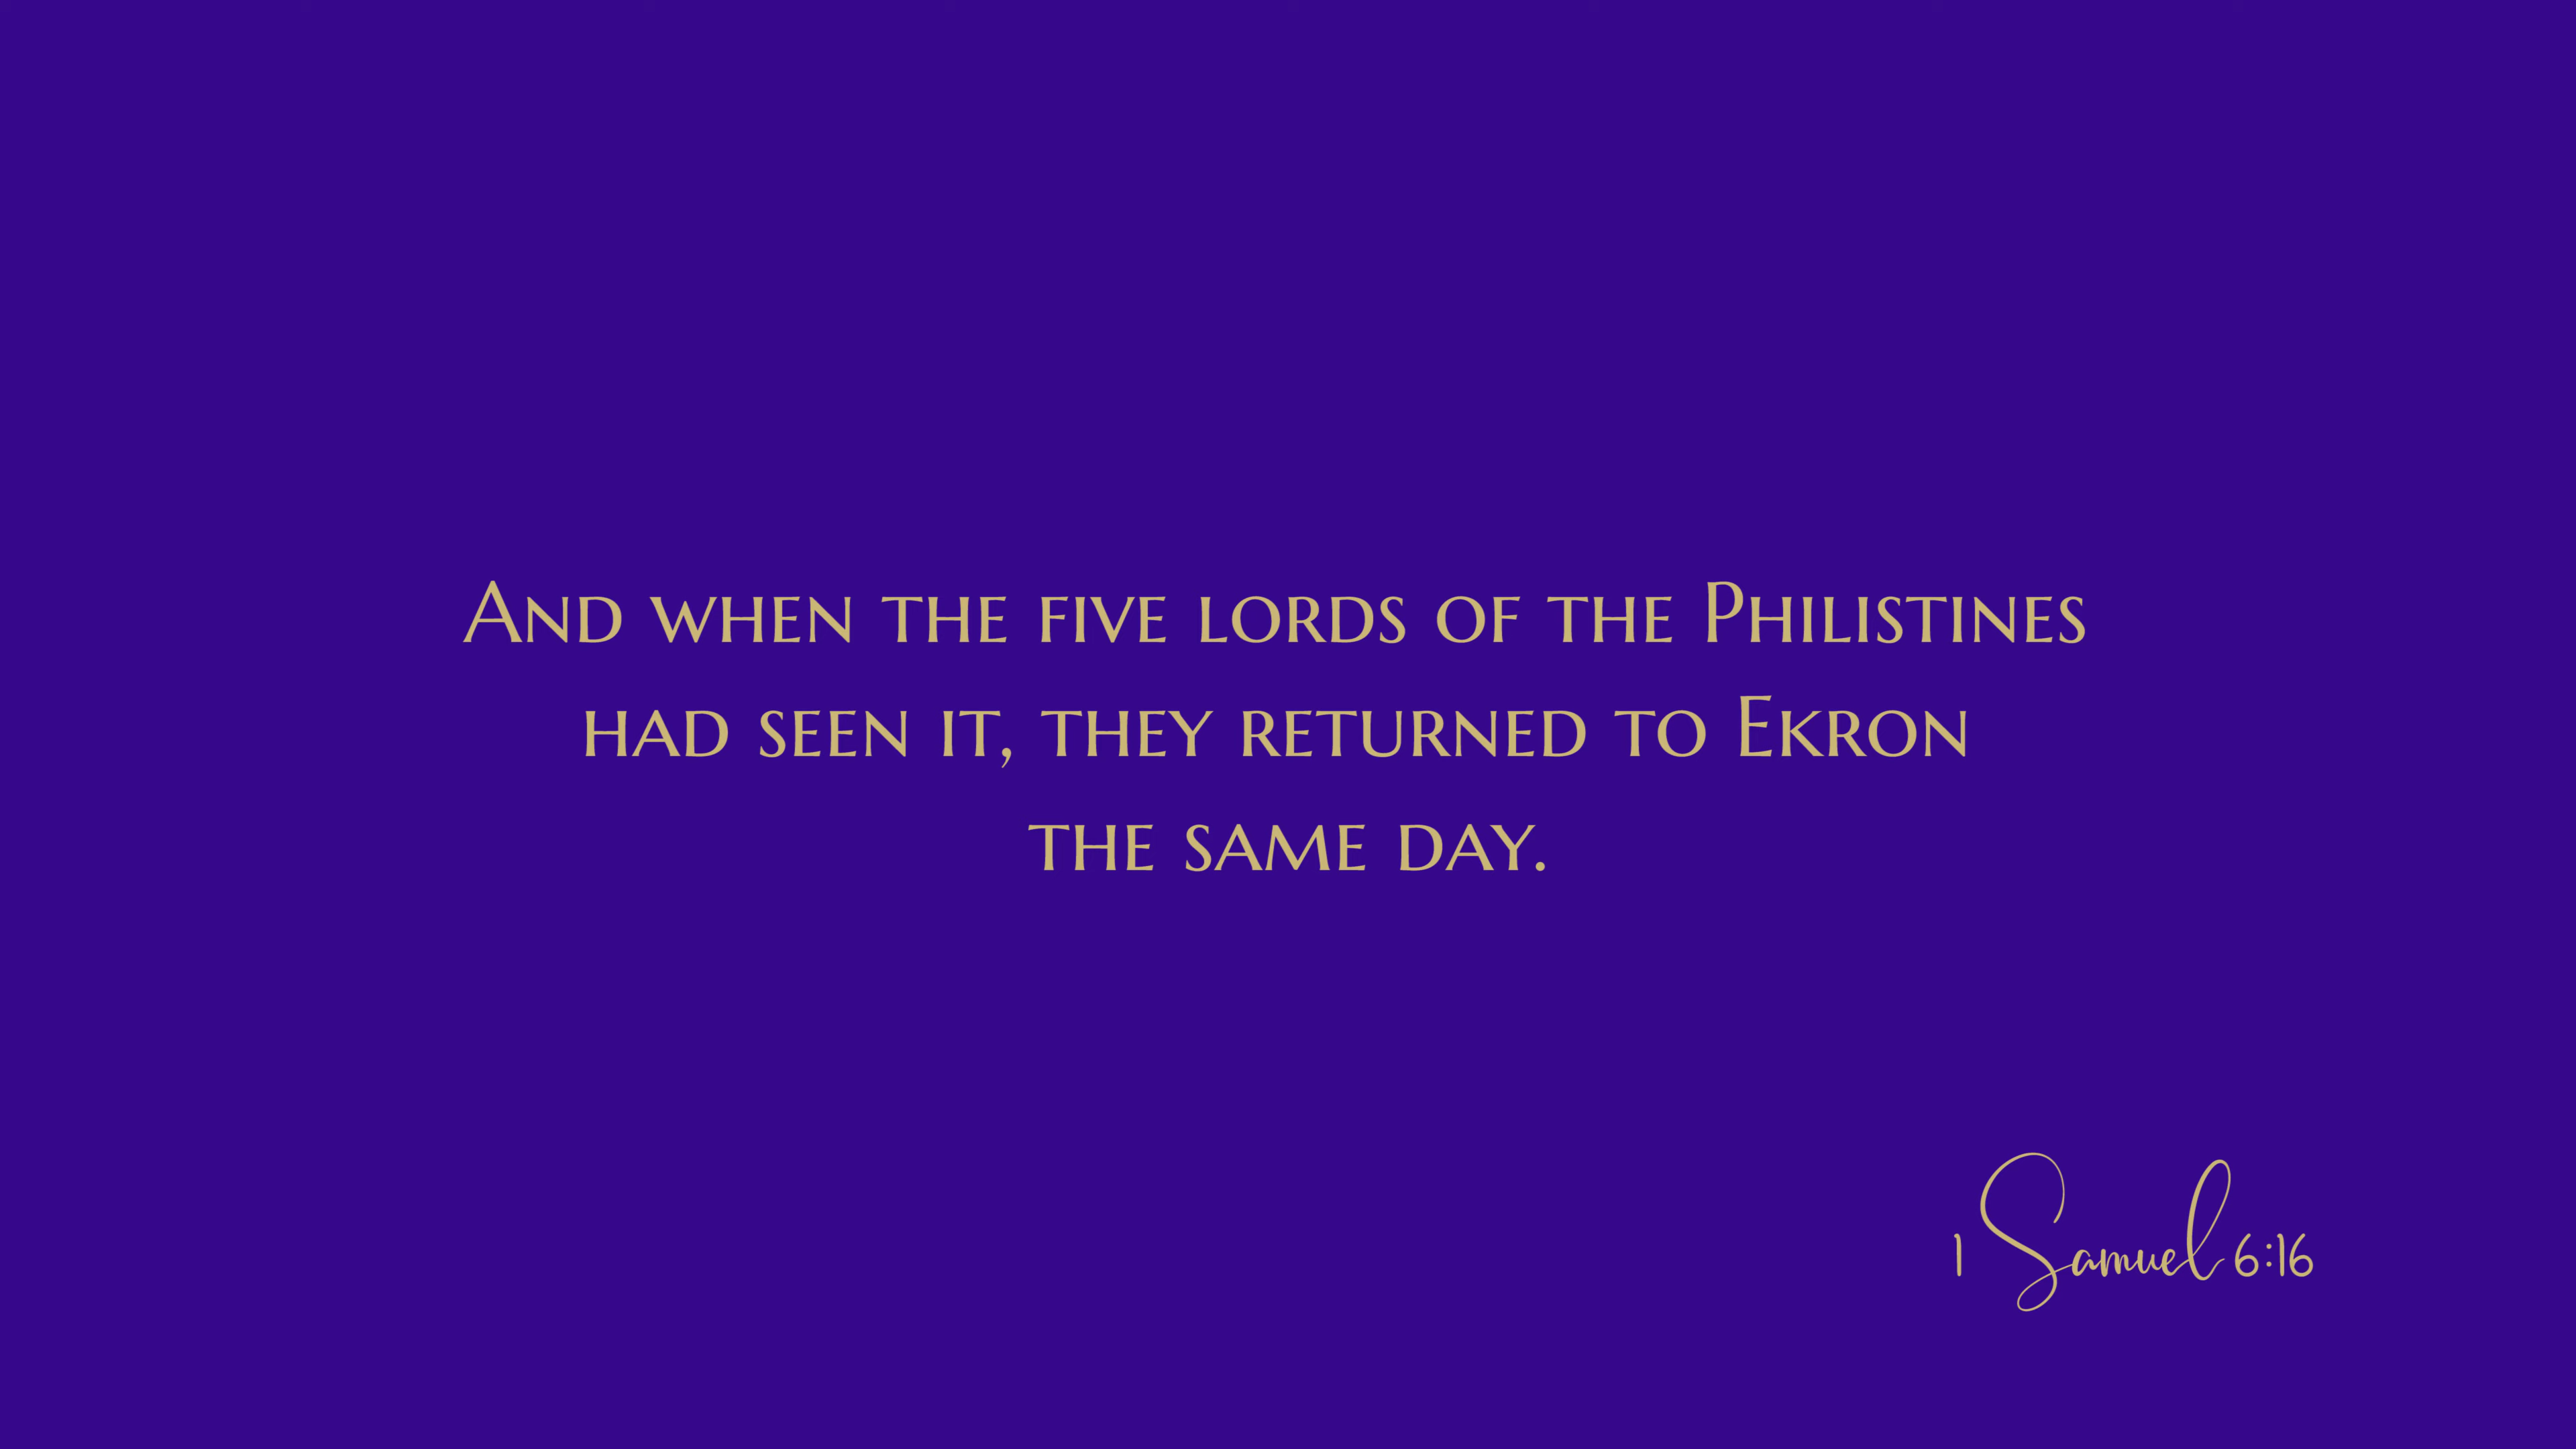 And when the five lords of the Philistines
had seen it, they returned to Ekron
the same day.
1 Samuel 6:16